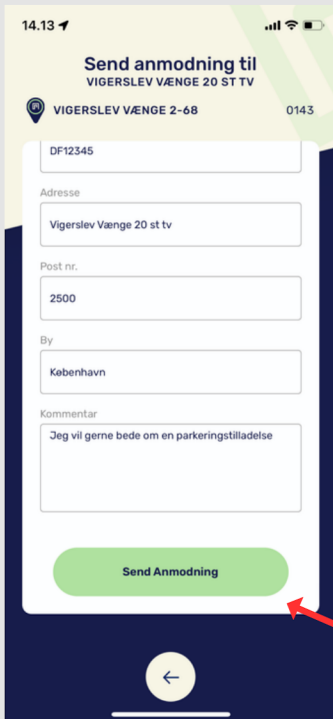 14.13
Send anmodning til
VIGERSLEV VÆNGE 20 ST TV
VIGERSLEV VÆNGE 2-68 0143
DF12345
Adresse
Vigerslev Vænge 20 st tv
Post nr.
2500
By
København
Kommentar
Jeg vil gerne bede om en parkeringstilladelse
Send Anmodning